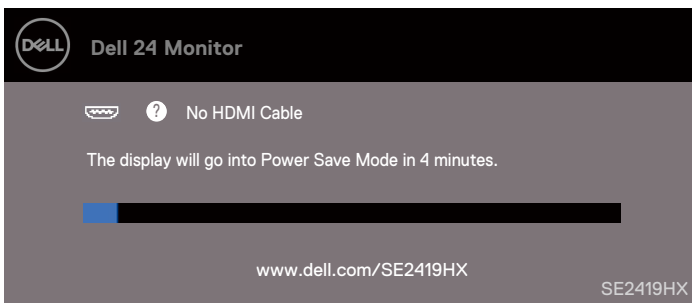 DELL
Dell 24 Monitor
? No HDMI Cable
The display will go into Power Save Mode in 4 minutes.
www.dell.com/SE2419HX
SE2419HX